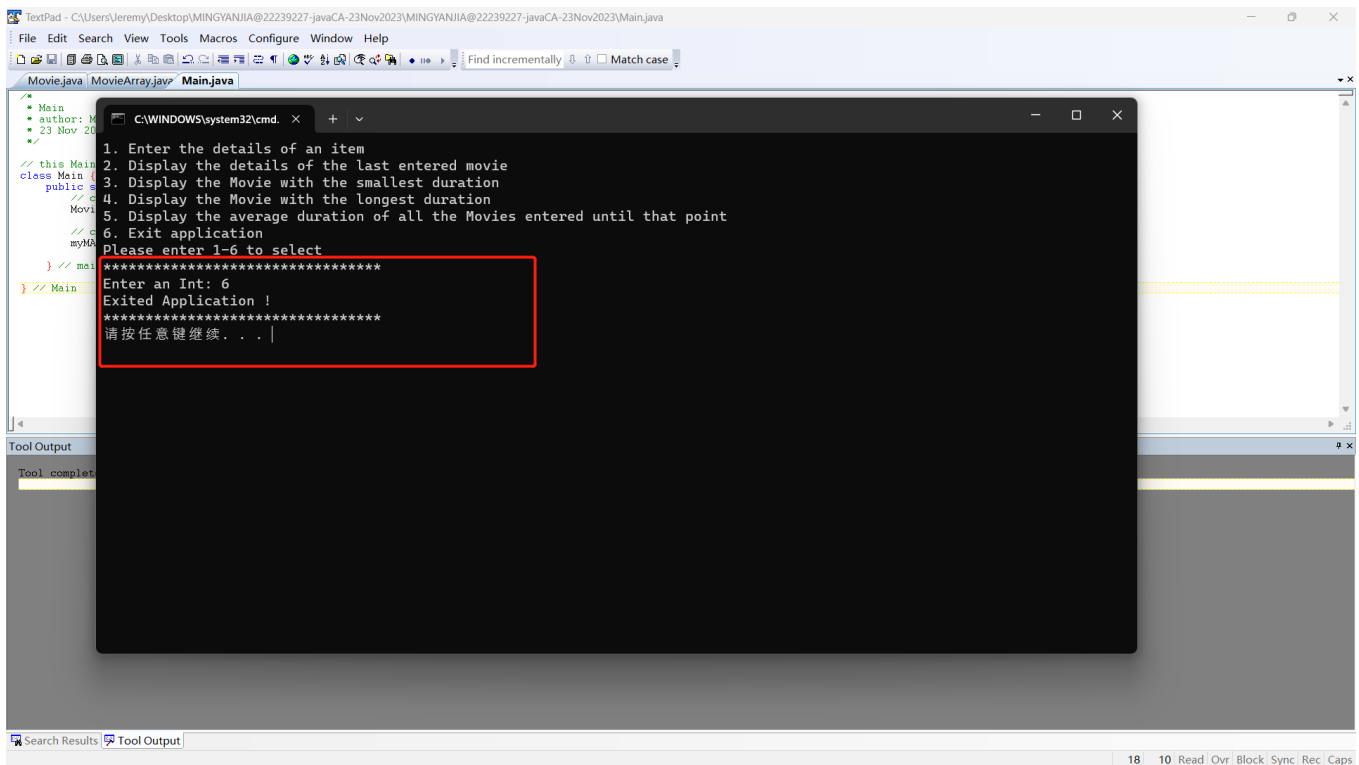 TextPad - C:\Users\Jeremy\Desktop\MINGYANJIA@22239227-javaCA-23Nov2023\MINGYANJIA@22239227-javaCA-23Nov2023\Main.java
File Edit Search View Tools Macros Configure Window Help
Find incrementally Match case
Movie.java MovieArray.java Main.java
/*
* Main
* author: M
* 23 Nov 20
*/
// this Main
class Main {
public s
// c
Movi
// c
myMA
} // mai
} // Main
C:\WINDOWS\system32\cmd.
1. Enter the details of an item
2. Display the details of the last entered movie
3. Display the Movie with the smallest duration
4. Display the Movie with the longest duration
5. Display the average duration of all the Movies entered until that point
6. Exit application
Please enter 1-6 to select
*********************************
Enter an Int: 6
Exited Application !
*********************************
请按任意键继续. . .
Tool Output
Tool complet
Search Results Tool Output
18 10 Read Ovr Block Sync Rec Caps